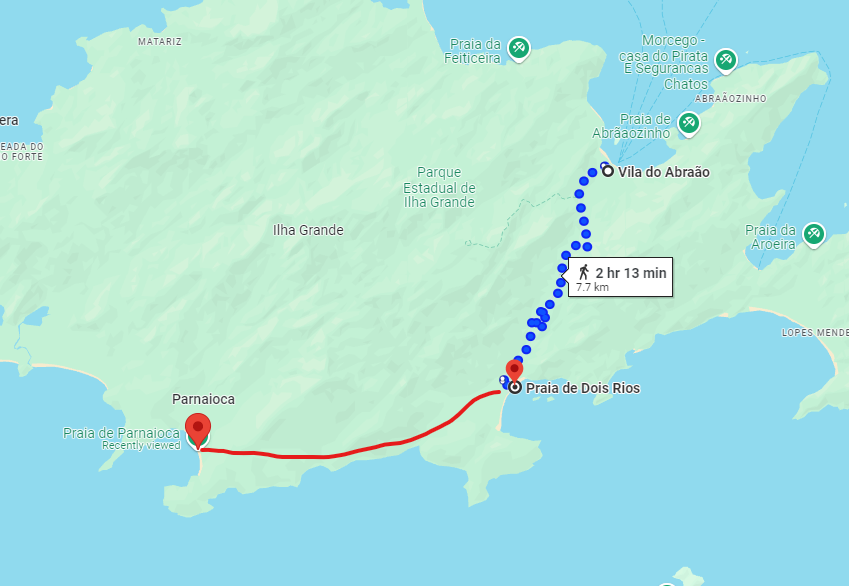 MATARIZ
Praia da
Feiticeira
Morcego -
casa do Pirata
E Segurancas
Chatos
ABRAÃOZINHO
Praia de
Abrãaozinho
era
EADA DO
O FORTE
Parque
Estadual de
Ilha Grande
Vila do Abraão
Ilha Grande
Praia da
Aroeira
2 hr 13 min
7.7 km
LOPES MENDE
Praia de Dois Rios
Parnaioca
Praia de Parnaioca
Recently viewed